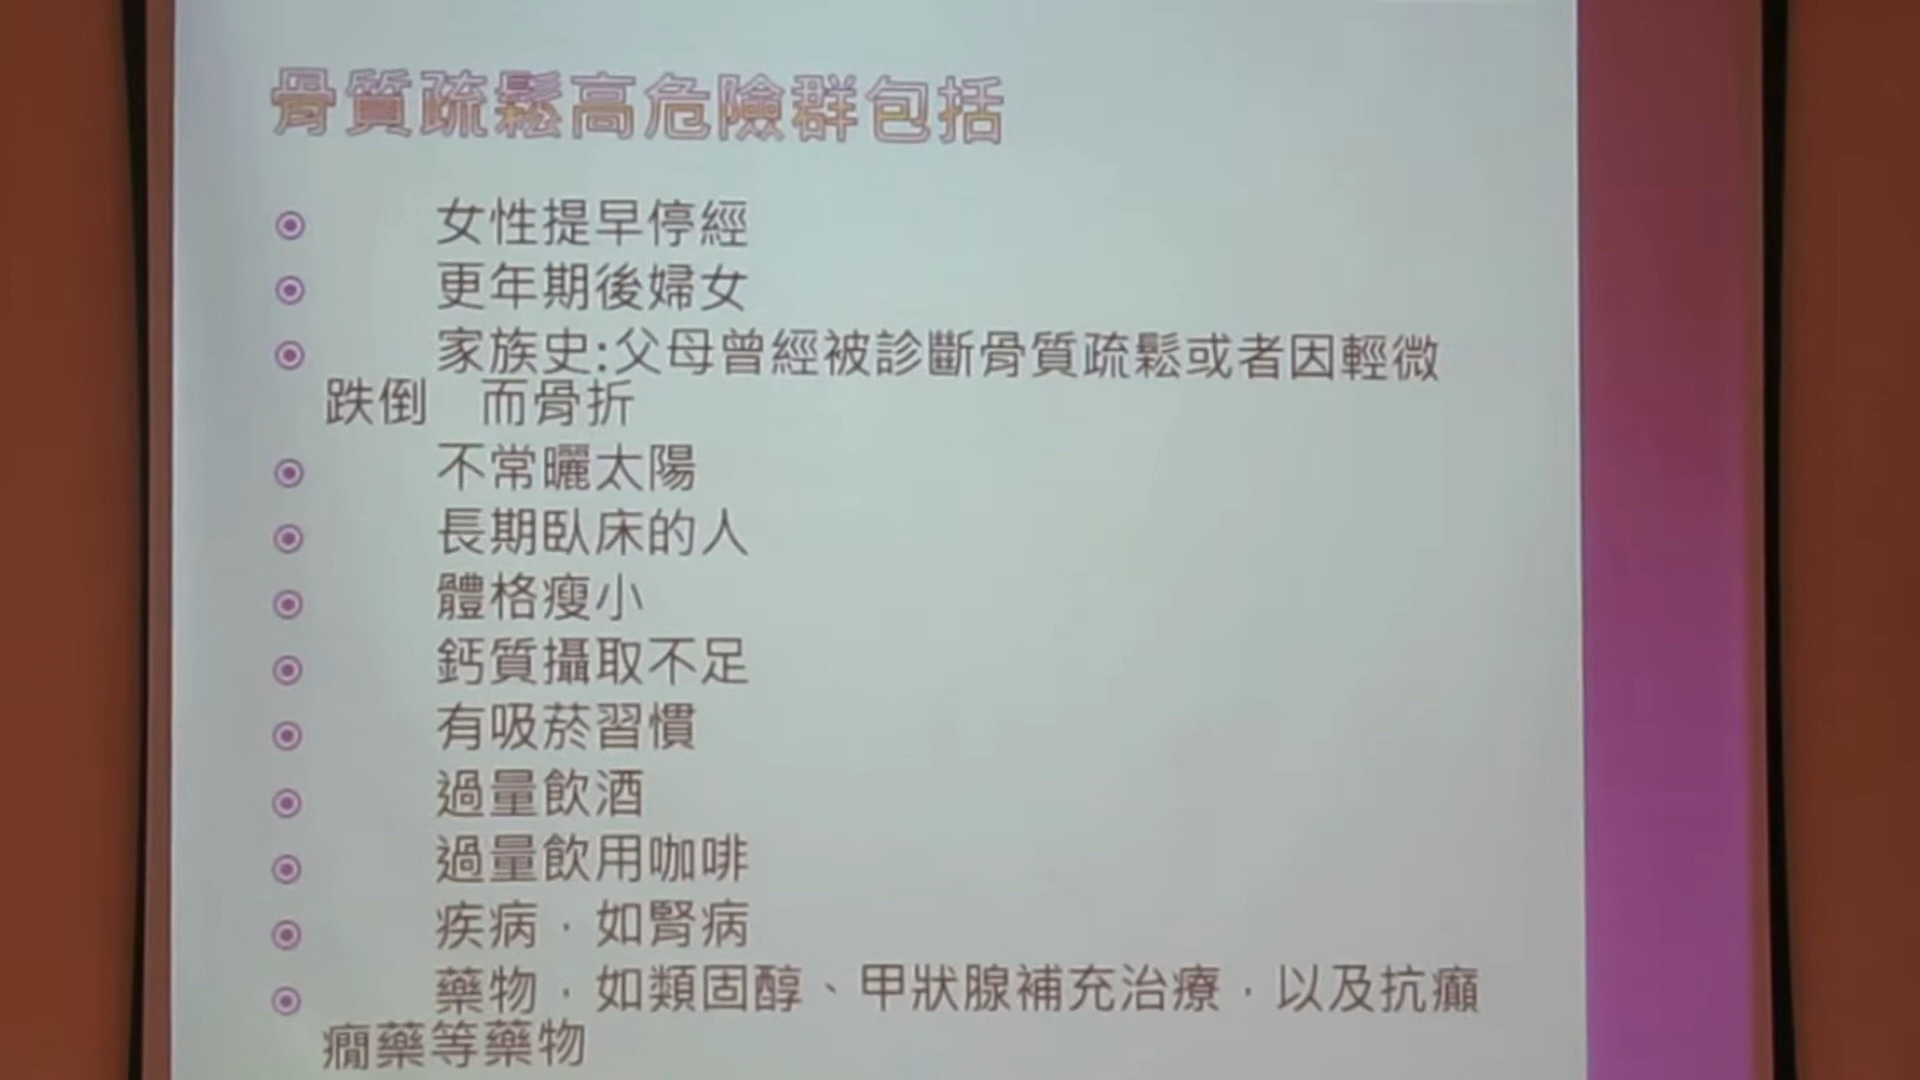 骨質疏鬆高危險群包括
女性提早停經
更年期後婦女
家族史:父母曾經被診斷骨質疏鬆或者因輕微
跌倒　而骨折
不常曬太陽
長期臥床的人
體格瘦小
鈣質攝取不足
有吸菸習慣
過量飲酒
過量飲用咖啡
疾病，如腎病
藥物，如類固醇、甲狀腺補充治療，以及抗癲
癇藥等藥物